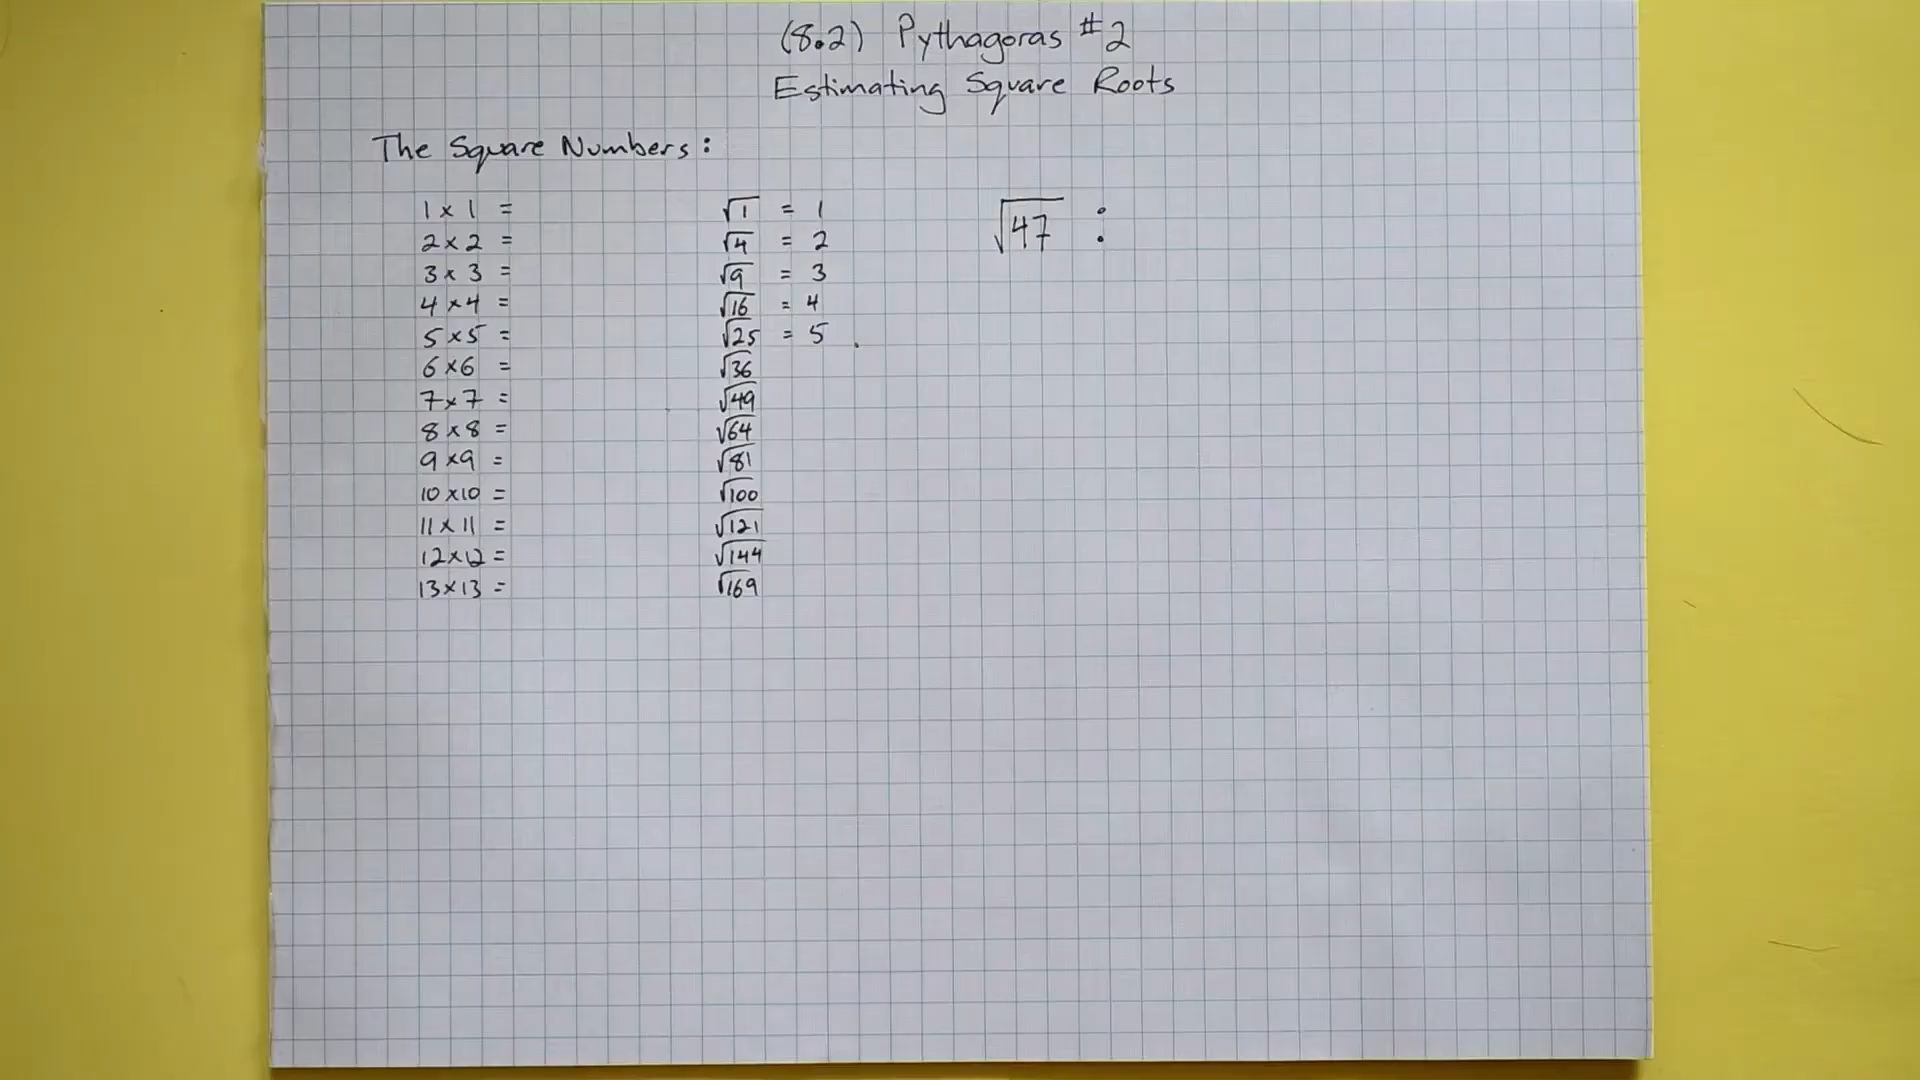 (8.2) Pythagoras #2
Estimating Square Roots
The Square Numbers:
1 x 1 = √1 = 1 √47 :
2 x 2 = √4 = 2
3 x 3 = √9 = 3
4 x 4 = √16 = 4
5 x 5 = √25 = 5
6 x 6 = √36
7 x 7 = √49
8 x 8 = √64
9 x 9 = √81
10 x 10 = √100
11 x 11 = √121
12 x 12 = √144
13 x 13 = √169